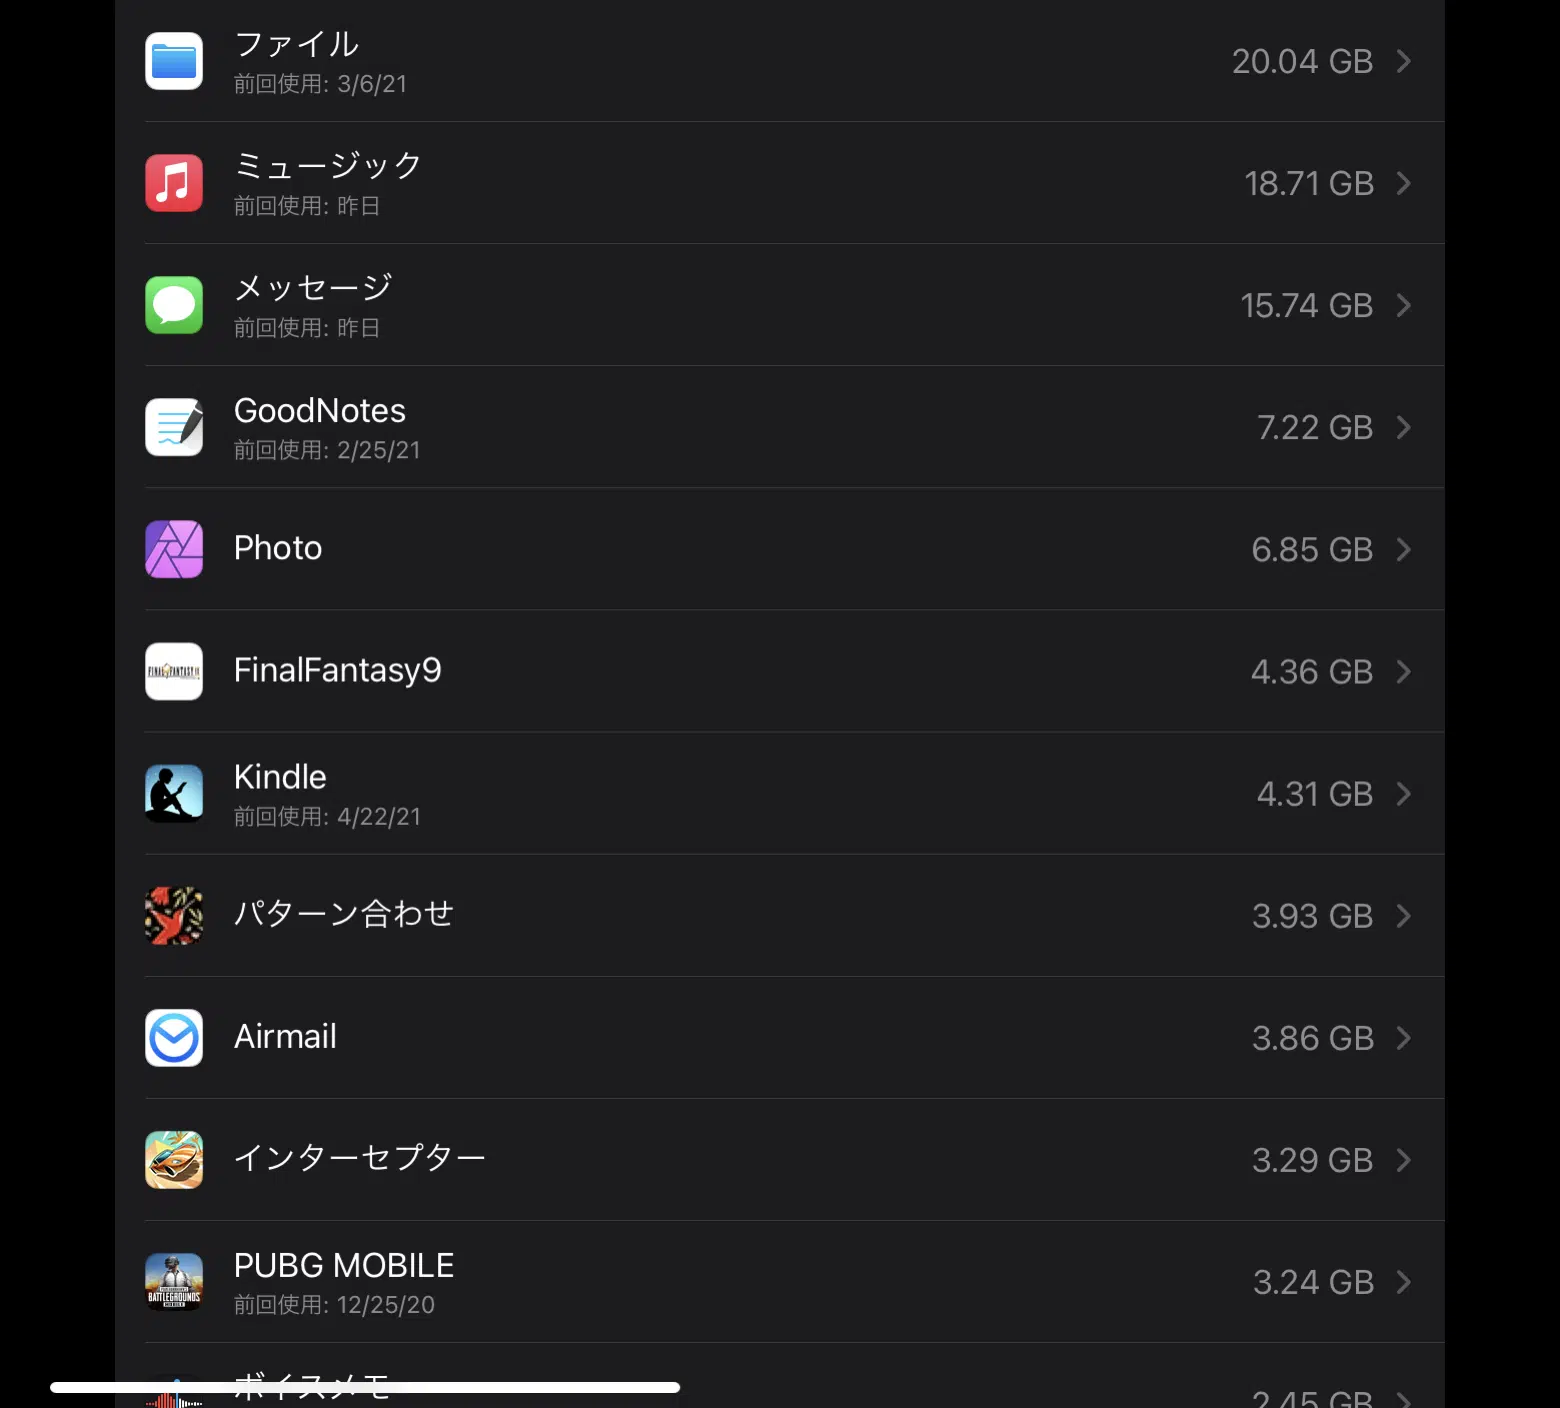 ファイル
前回使用: 3/6/21
20.04 GB
ミュージック
前回使用: 昨日
18.71 GB
メッセージ
前回使用: 昨日
15.74 GB
GoodNotes
前回使用: 2/25/21
7.22 GB
Photo
6.85 GB
FINAL FANTASY IX
FinalFantasy9
4.36 GB
Kindle
前回使用: 4/22/21
4.31 GB
パターン合わせ
3.93 GB
Airmail
3.86 GB
インターセプター
3.29 GB
BATTLEGROUNDS
PUBG MOBILE
前回使用: 12/25/20
3.24 GB
ボイスメモ
2.45 GB